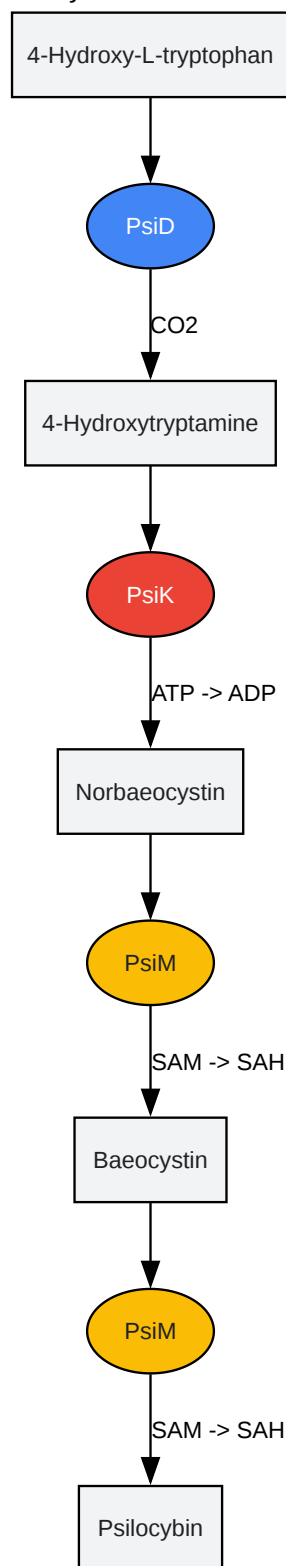 4-Hydroxy-L-tryptophan
PsiD
CO2
4-Hydroxytryptamine
PsiK
ATP -> ADP
Norbaeocystin
PsiM
SAM -> SAH
Baeocystin
PsiM
SAM -> SAH
Psilocybin